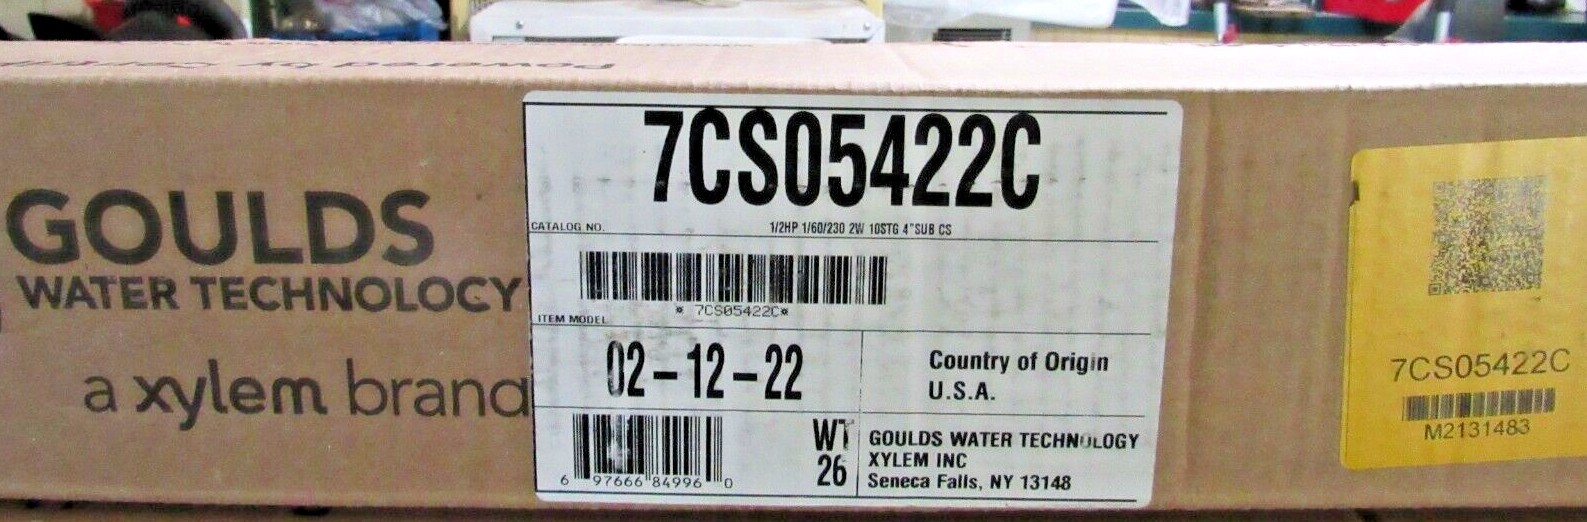 Powered by
GOULDS
WATER TECHNOLOGY
a xylem brand
7CS05422C
CATALOG NO. 1/2HP 1/60/230 2W 10STG 4"SUB CS
* 7CS05422C*
ITEM MODEL
02-12-22
Country of Origin
U.S.A.
6 97666 84996 0
WT
26
GOULDS WATER TECHNOLOGY
XYLEM INC
Seneca Falls, NY 13148
7CS05422C
M2131483